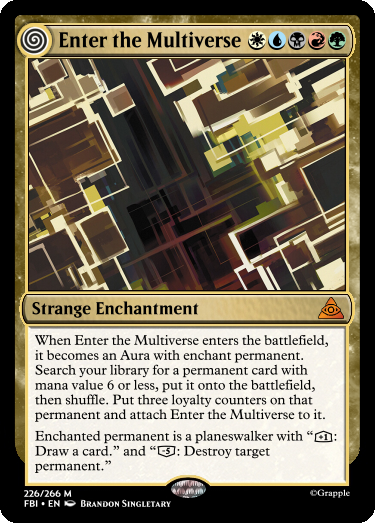 Enter the Multiverse
Strange Enchantment
When Enter the Multiverse enters the battlefield,
it becomes an Aura with enchant permanent.
Search your library for a permanent card with
mana value 6 or less, put it onto the battlefield,
then shuffle. Put three loyalty counters on that
permanent and attach Enter the Multiverse to it.
Enchanted permanent is a planeswalker with “+1:
Draw a card.” and “-3: Destroy target
permanent.”
226/266 M
FBI • EN Brandon Singletary
©Grapple